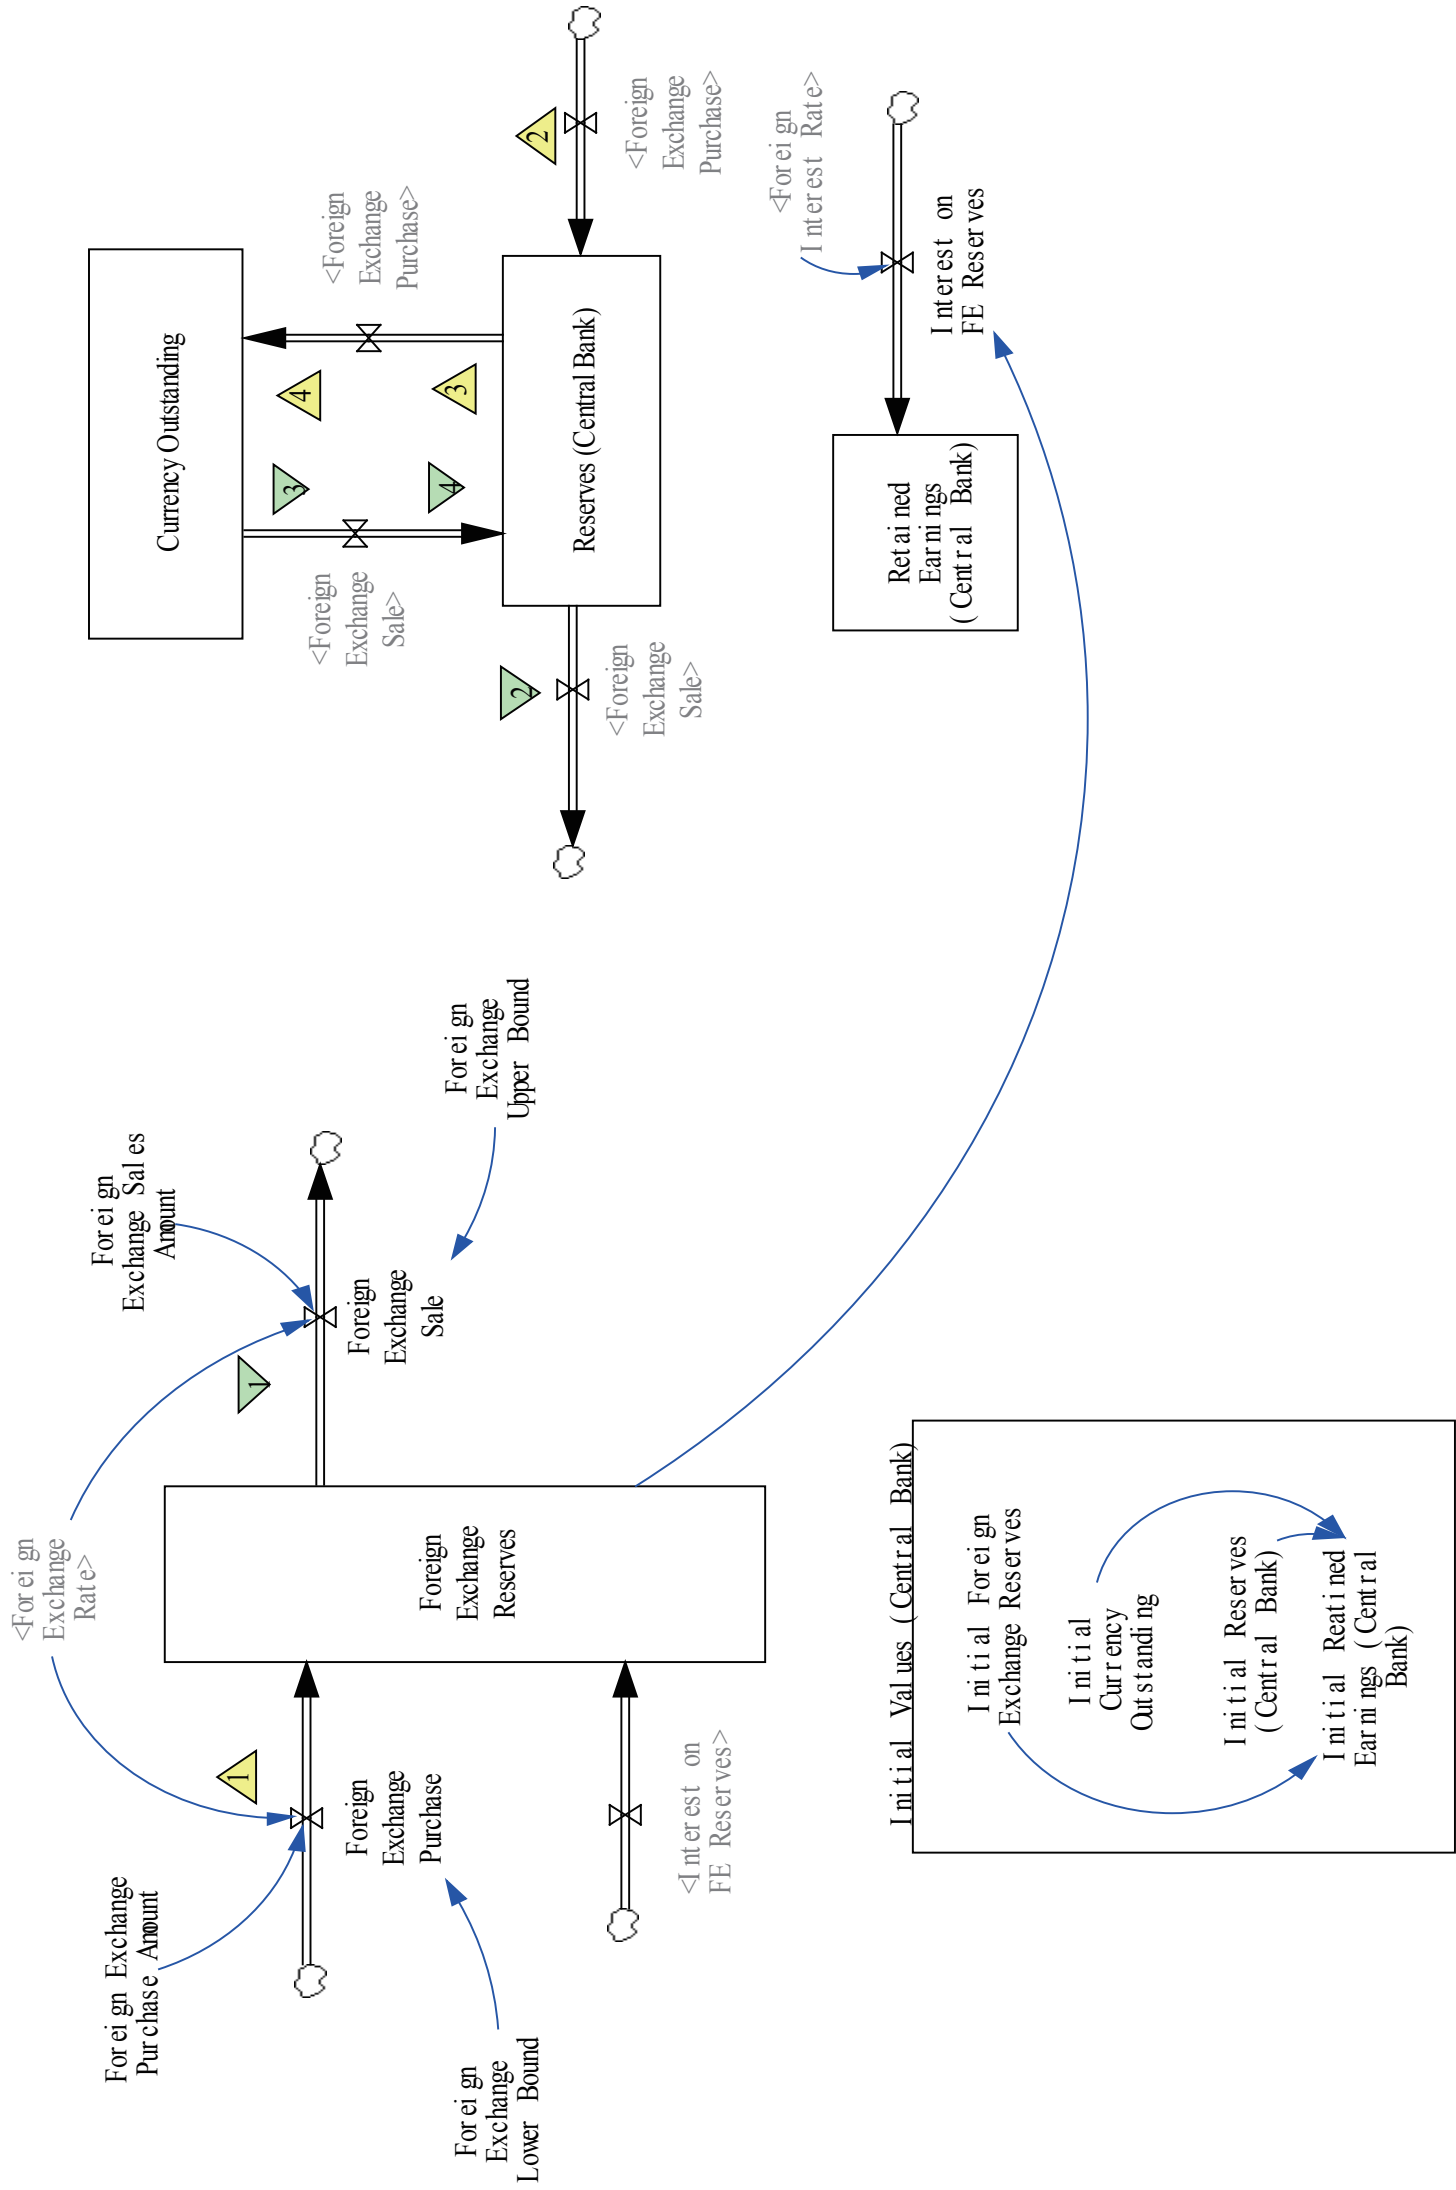 <Foreign
Exchange
Rate>
Foreign Exchange
Purchase Amount
1
Foreign
Exchange
Purchase
Foreign
Exchange
Lower Bound
<Interest on
FE Reserves>
Foreign
Exchange
Reserves
1
Foreign
Exchange Sales
Amount
Foreign
Exchange
Sale
Foreign
Exchange
Upper Bound
Currency Outstanding
<Foreign
Exchange
Sale>
3
4
4
3
<Foreign
Exchange
Purchase>
Reserves (Central Bank)
2
<Foreign
Exchange
Sale>
2
<Foreign
Exchange
Purchase>
<Foreign
Interest Rate>
Interest on
FE Reserves
Retained
Earnings
(Central Bank)
Initial Values (Central Bank)
Initial Foreign
Exchange Reserves
Initial
Currency
Outstanding
Initial Reserves
(Central Bank)
Initial Reatined
Earnings (Central
Bank)